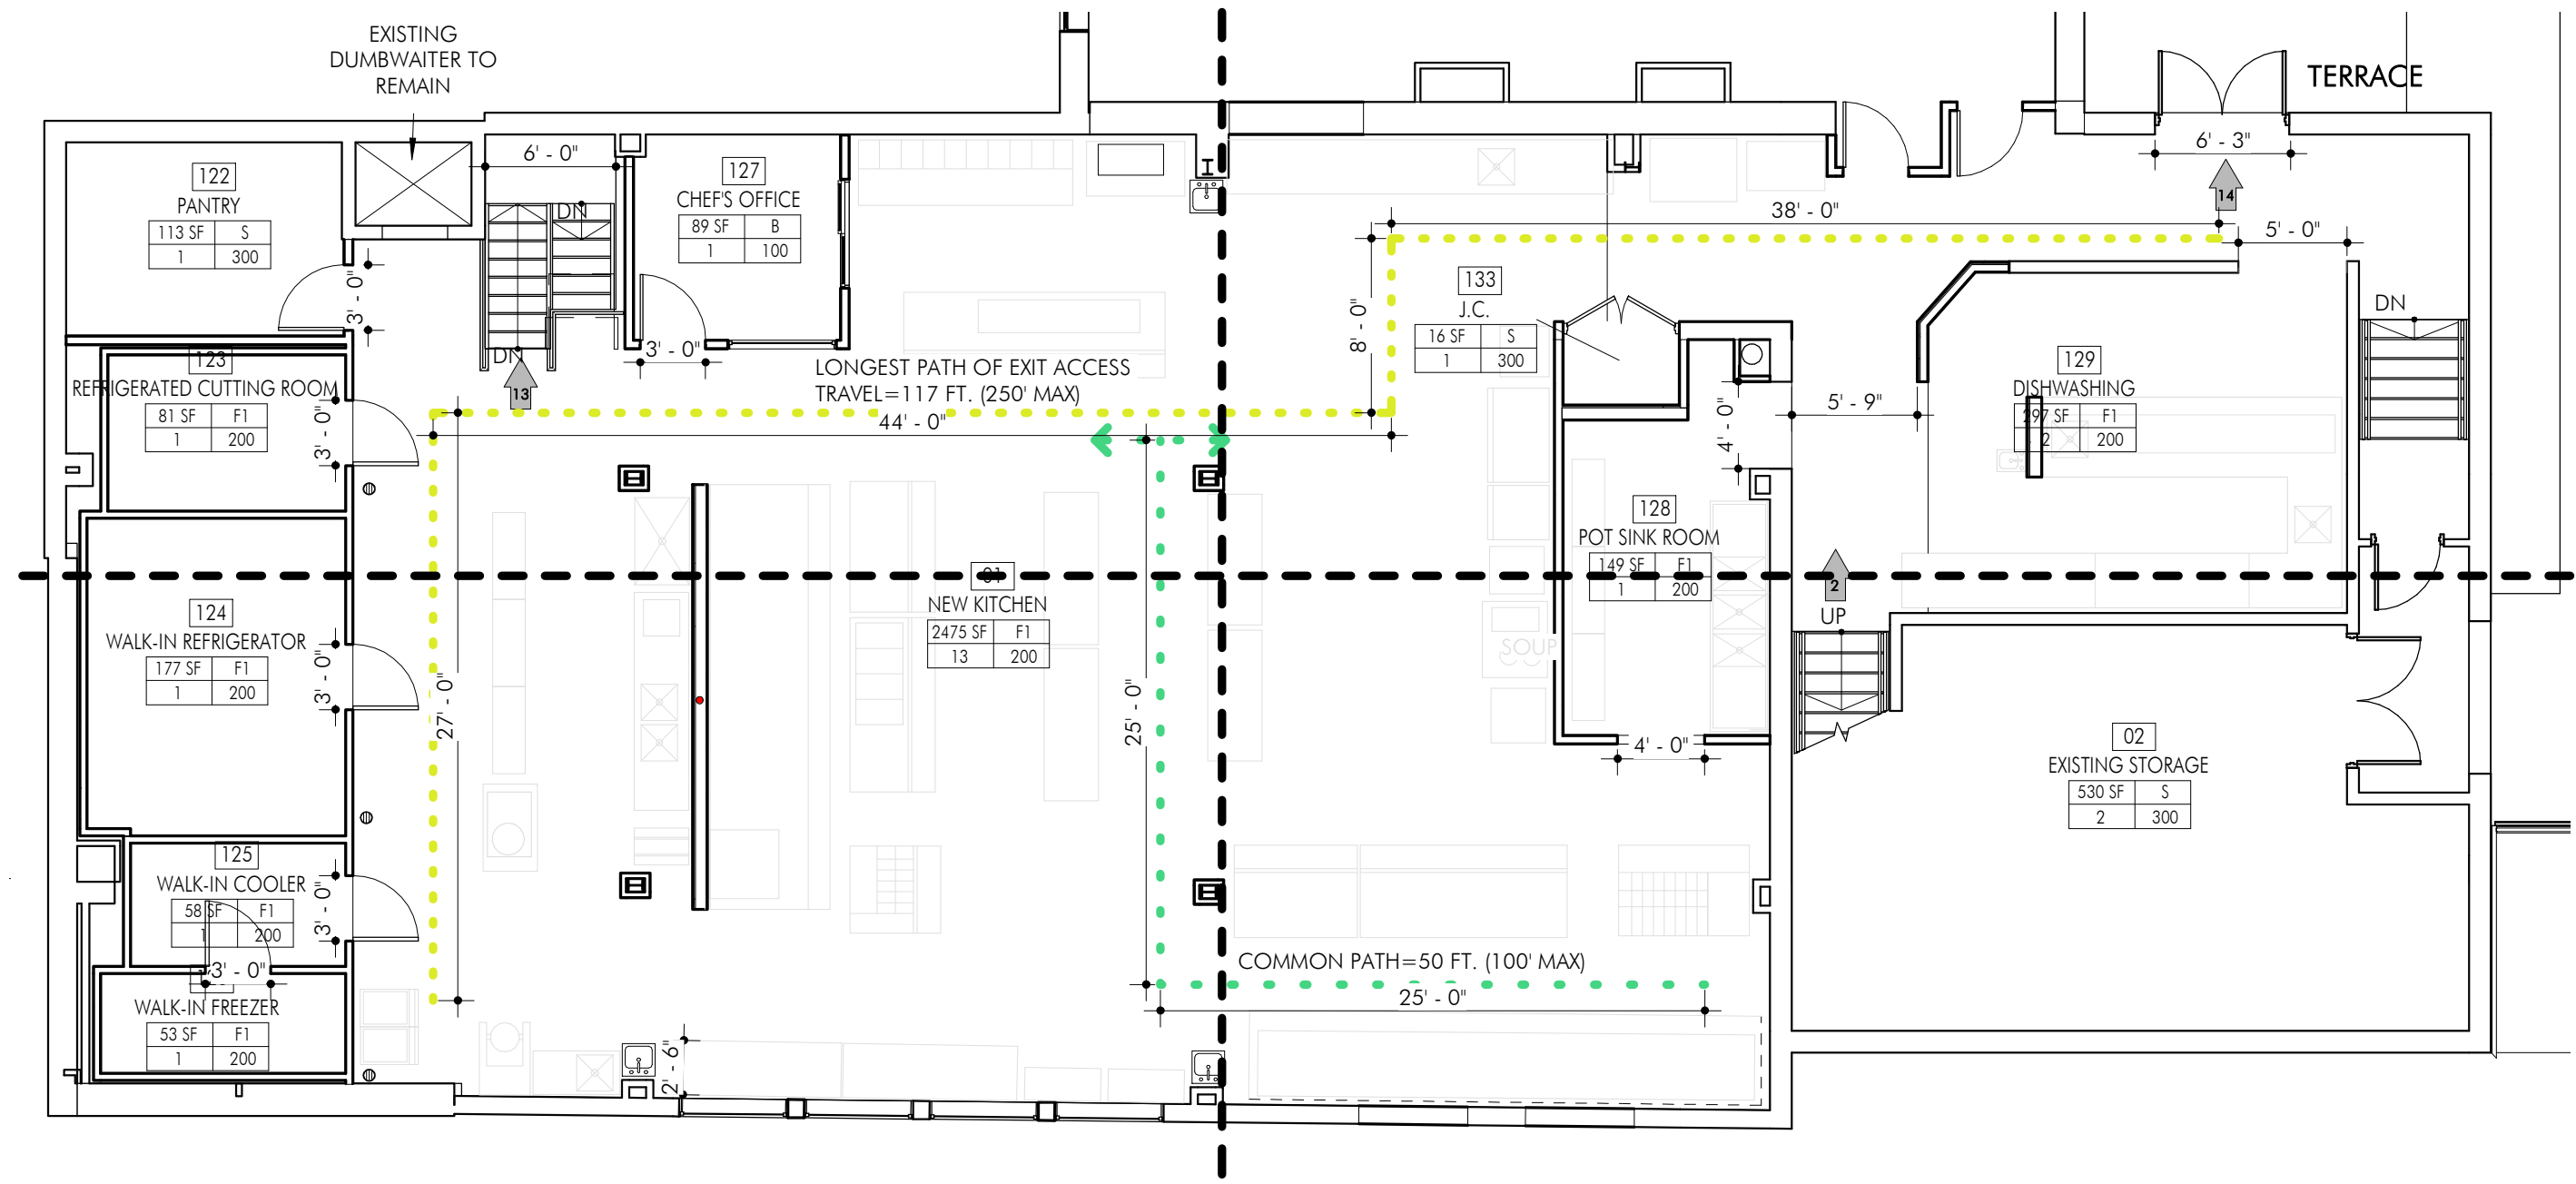 EXISTING
DUMBWAITER TO
REMAIN
TERRACE
6' - 0"
6' - 3"
122
PANTRY
113 SF S
1 300
127
CHEF'S OFFICE
89 SF B
1 100
DN
DN
13
14
38' - 0"
5' - 0"
3' - 0"
3' - 0"
8' - 0"
133
J.C.
16 SF S
1 300
DN
123
REFRIGERATED CUTTING ROOM
81 SF F1
1 200
3' - 0"
LONGEST PATH OF EXIT ACCESS
TRAVEL=117 FT. (250' MAX)
44' - 0"
129
DISHWASHING
297 SF F1
2 200
5' - 9"
4' - 0"
128
POT SINK ROOM
149 SF F1
1 200
2
UP
01
NEW KITCHEN
2475 SF F1
13 200
124
WALK-IN REFRIGERATOR
177 SF F1
1 200
3' - 0"
27' - 0"
25' - 0"
SOUP
4' - 0"
02
EXISTING STORAGE
530 SF S
2 300
125
WALK-IN COOLER
58 SF F1
1 200
3' - 0"
3' - 0"
WALK-IN FREEZER
53 SF F1
1 200
COMMON PATH=50 FT. (100' MAX)
25' - 0"
2' - 6"